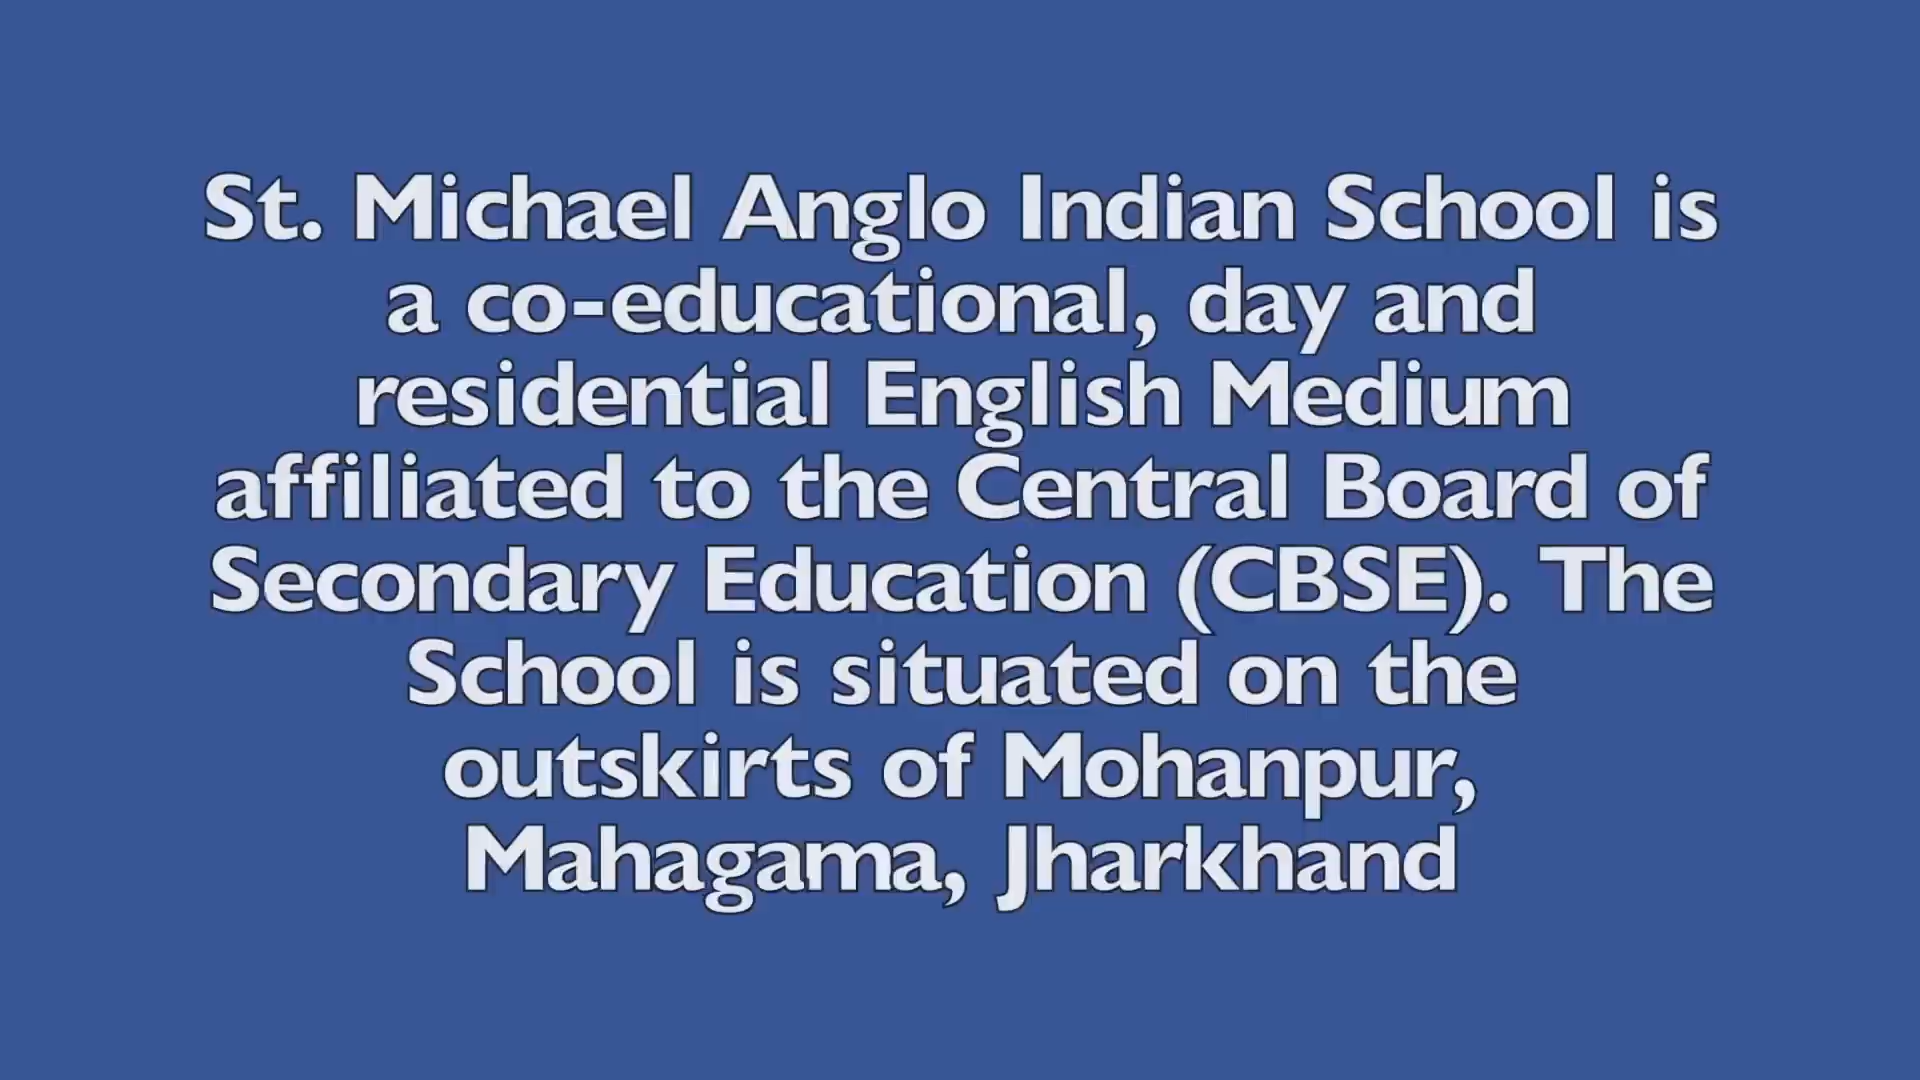 St. Michael Anglo Indian School is
a co-educational, day and
residential English Medium
affiliated to the Central Board of
Secondary Education (CBSE). The
School is situated on the
outskirts of Mohanpur,
Mahagama, Jharkhand